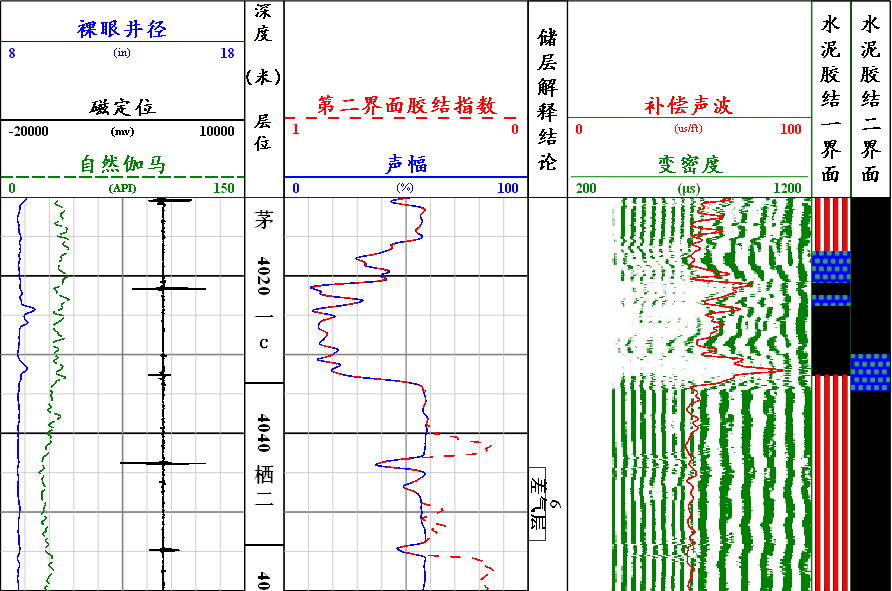 裸眼井径
8 (in) 18
磁定位
-20000 (mv) 10000
自然伽马
0 (API) 150
深度
(米)
层位
第二界面胶结指数
1 0
声幅
0 (%) 100
储层解释结论
补偿声波
0 (us/ft) 100
变密度
200 (μs) 1200
水泥胶结一界面
水泥胶结二界面
茅
4020
一
c
4040
栖二
40
6
差气层